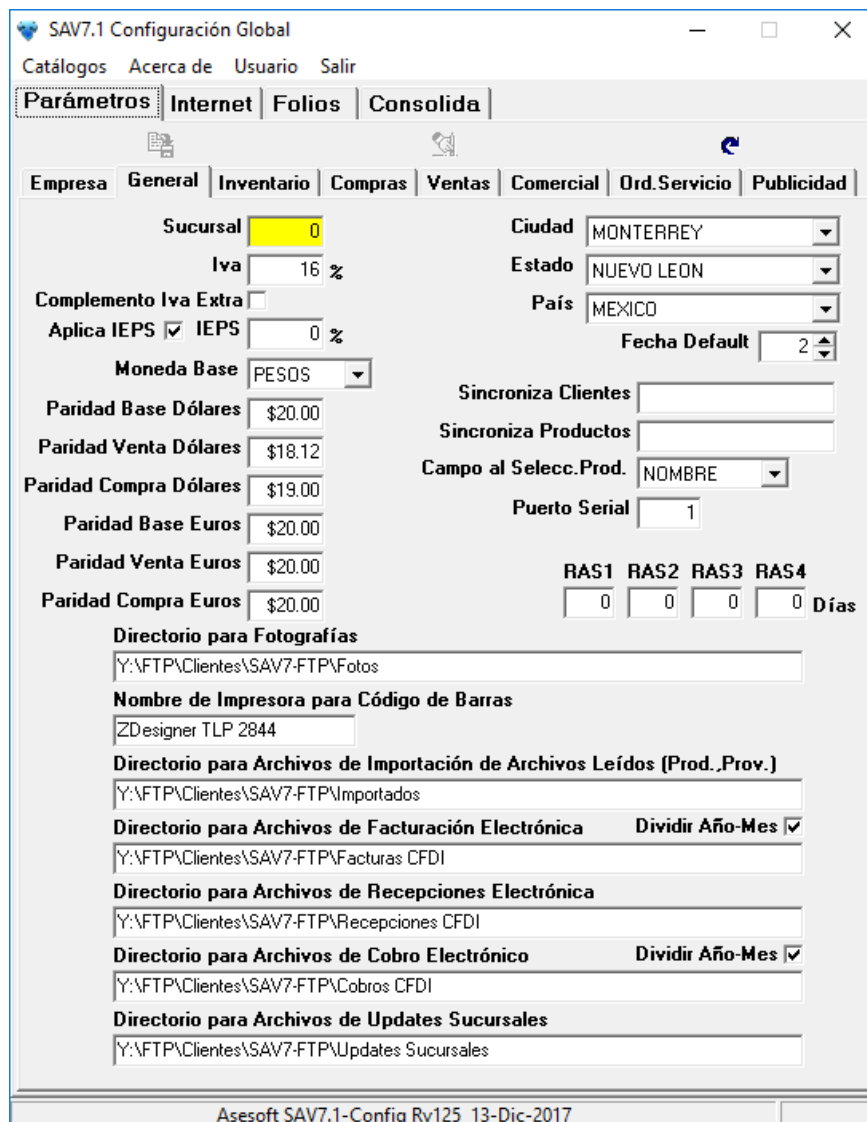 SAV7.1 Configuración Global
Catálogos Acerca de Usuario Salir
Parámetros Internet Folios Consolida
Empresa General Inventario Compras Ventas Comercial Ord.Servicio Publicidad
Sucursal 0
Iva 16 %
Complemento Iva Extra
Aplica IEPS IEPS 0 %
Moneda Base PESOS
Paridad Base Dólares $20.00
Paridad Venta Dólares $18.12
Paridad Compra Dólares $19.00
Paridad Base Euros $20.00
Paridad Venta Euros $20.00
Paridad Compra Euros $20.00
Ciudad MONTERREY
Estado NUEVO LEON
País MEXICO
Fecha Default 2
Sincroniza Clientes
Sincroniza Productos
Campo al Selecc.Prod. NOMBRE
Puerto Serial 1
RAS1 RAS2 RAS3 RAS4
0 0 0 0 Días
Directorio para Fotografías
Y:\FTP\Clientes\SAV7-FTP\Fotos
Nombre de Impresora para Código de Barras
ZDesigner TLP 2844
Directorio para Archivos de Importación de Archivos Leídos (Prod.,Prov.)
Y:\FTP\Clientes\SAV7-FTP\Importados
Directorio para Archivos de Facturación Electrónica Dividir Año-Mes
Y:\FTP\Clientes\SAV7-FTP\Facturas CFDI
Directorio para Archivos de Recepciones Electrónica
Y:\FTP\Clientes\SAV7-FTP\Recepciones CFDI
Directorio para Archivos de Cobro Electrónico Dividir Año-Mes
Y:\FTP\Clientes\SAV7-FTP\Cobros CFDI
Directorio para Archivos de Updates Sucursales
Y:\FTP\Clientes\SAV7-FTP\Updates Sucursales
Asesoft SAV7.1-Config Rv125 13-Dic-2017